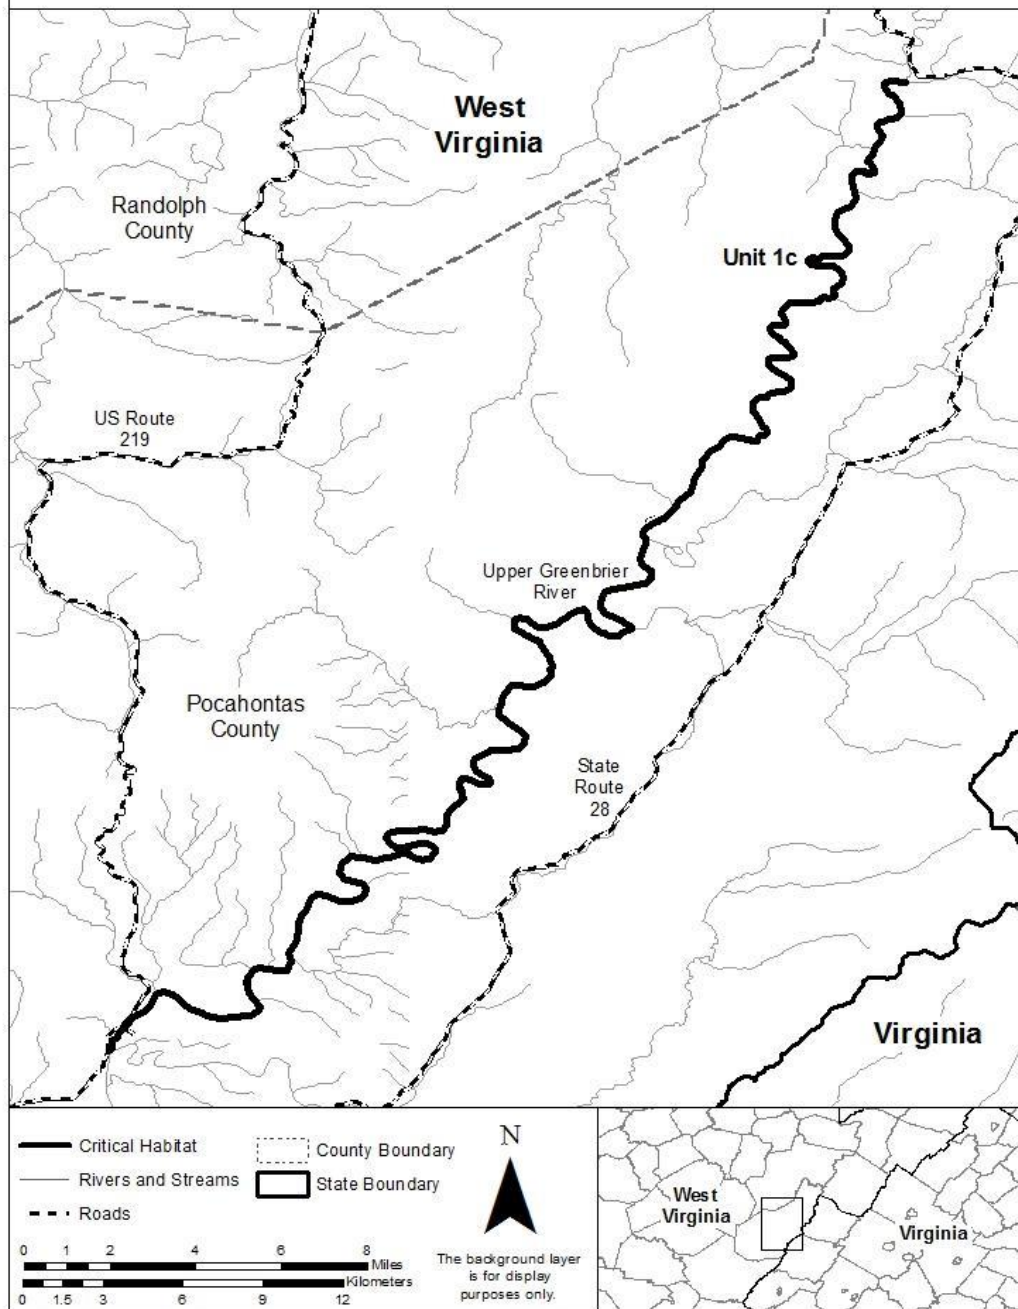 West
Virginia
Randolph
County
Unit 1c
US Route
219
Upper Greenbrier
River
Pocahontas
County
State
Route
28
Virginia
Critical Habitat
Rivers and Streams
Roads
County Boundary
State Boundary
0 1 2 4 6 8
Miles
Kilometers
0 1.5 3 6 9 12
N
The background layer
is for display
purposes only.
West
Virginia
Virginia